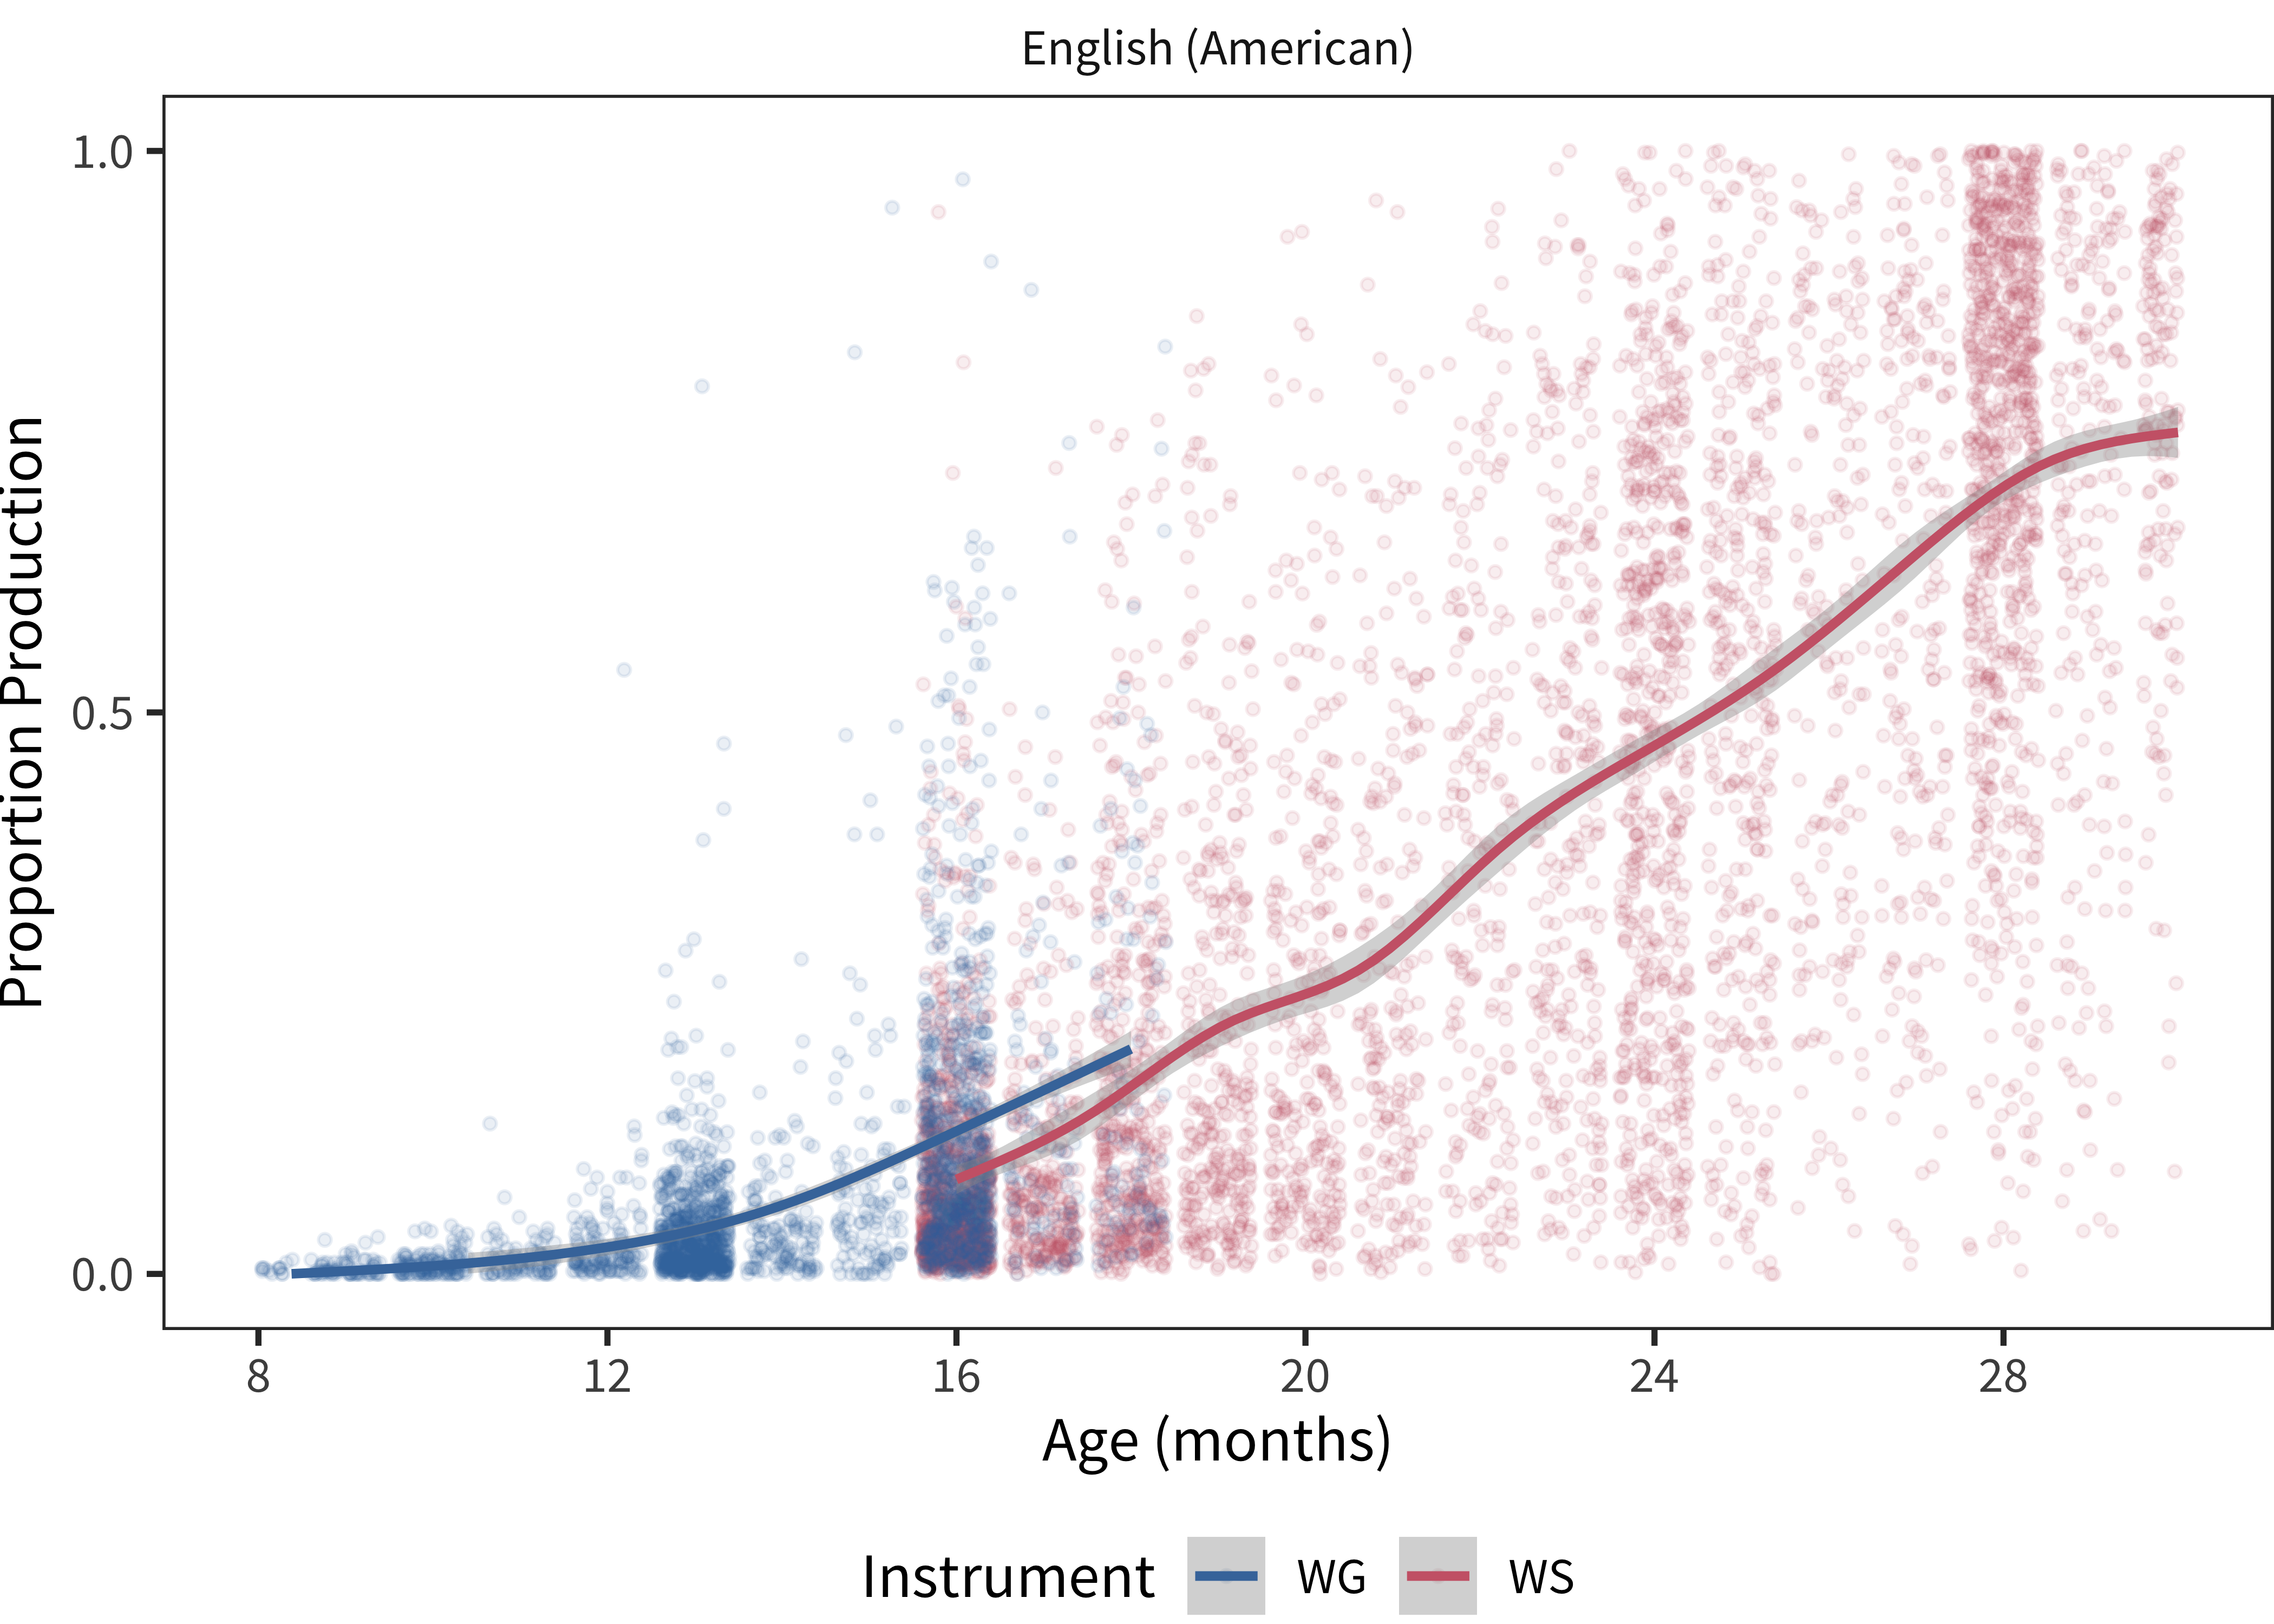 English (American)
Proportion Production
1.0
0.5
0.0
8 12 16 20 24 28
Age (months)
Instrument WG WS